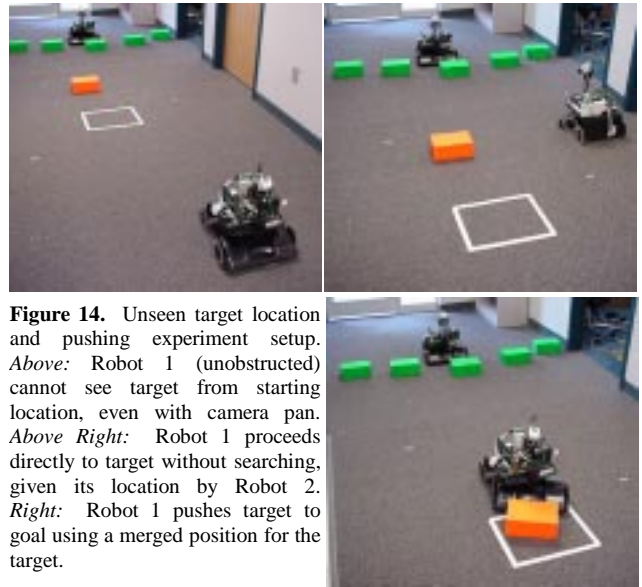 Figure 14. Unseen target location
and pushing experiment setup.
Above: Robot 1 (unobstructed)
cannot see target from starting
location, even with camera pan.
Above Right: Robot 1 proceeds
directly to target without searching,
given its location by Robot 2.
Right: Robot 1 pushes target to
goal using a merged position for the
target.